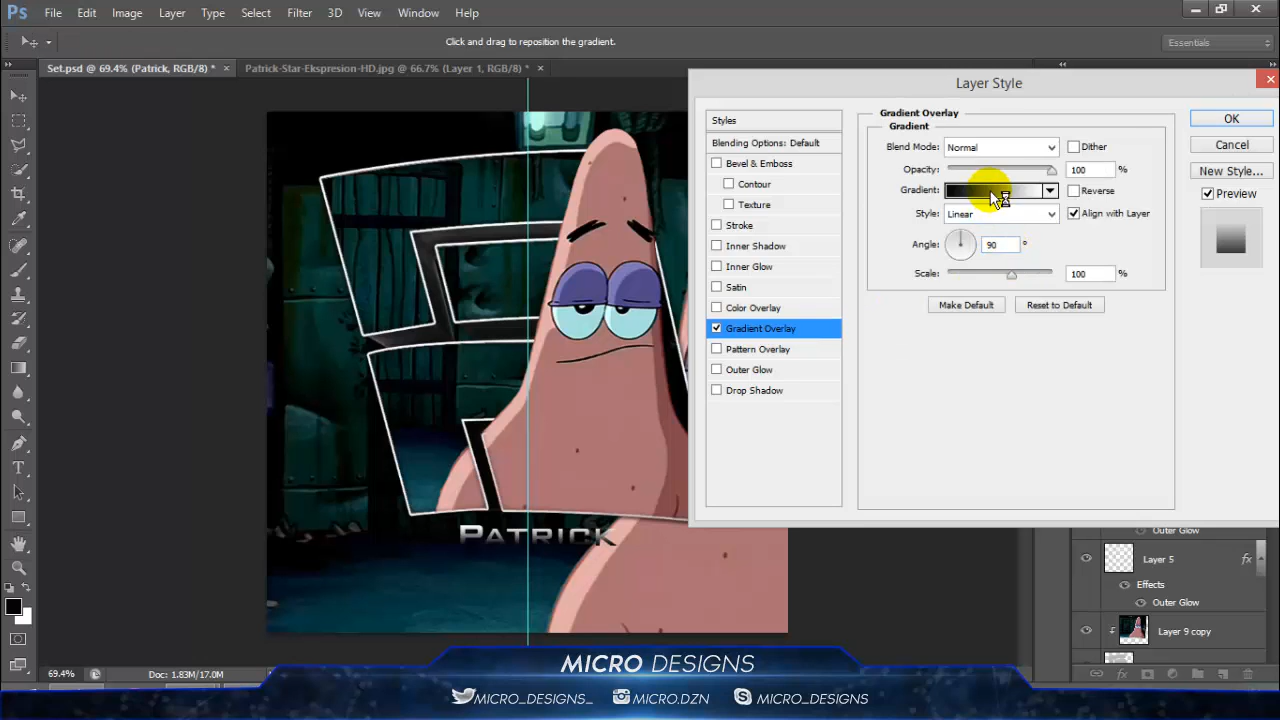 Ps File Edit Image Layer Type Select Filter 3D View Window Help
Click and drag to reposition the gradient.
Essentials
Set.psd @ 69.4% (Patrick, RGB/8) * ×
Patrick-Star-Ekspresion-HD.jpg @ 66.7% (Layer 1, RGB/8) * ×
Layer Style
Styles
Blending Options: Default
Bevel & Emboss
Contour
Texture
Stroke
Inner Shadow
Inner Glow
Satin
Color Overlay
Gradient Overlay
Pattern Overlay
Outer Glow
Drop Shadow
Gradient Overlay
Gradient
Blend Mode: Normal Dither
Opacity: 100 %
Gradient: Reverse
Style: Linear Align with Layer
Angle: 90 °
Scale: 100 %
Make Default Reset to Default
OK
Cancel
New Style...
Preview
Patrick
Outer Glow
Layer 5 fx
Effects
Outer Glow
Layer 9 copy
69.4% Doc: 1.83M/17.0M
MICRO DESIGNS
MICRO_DESIGNS_ MICRO.DZN MICRO_DESIGNS